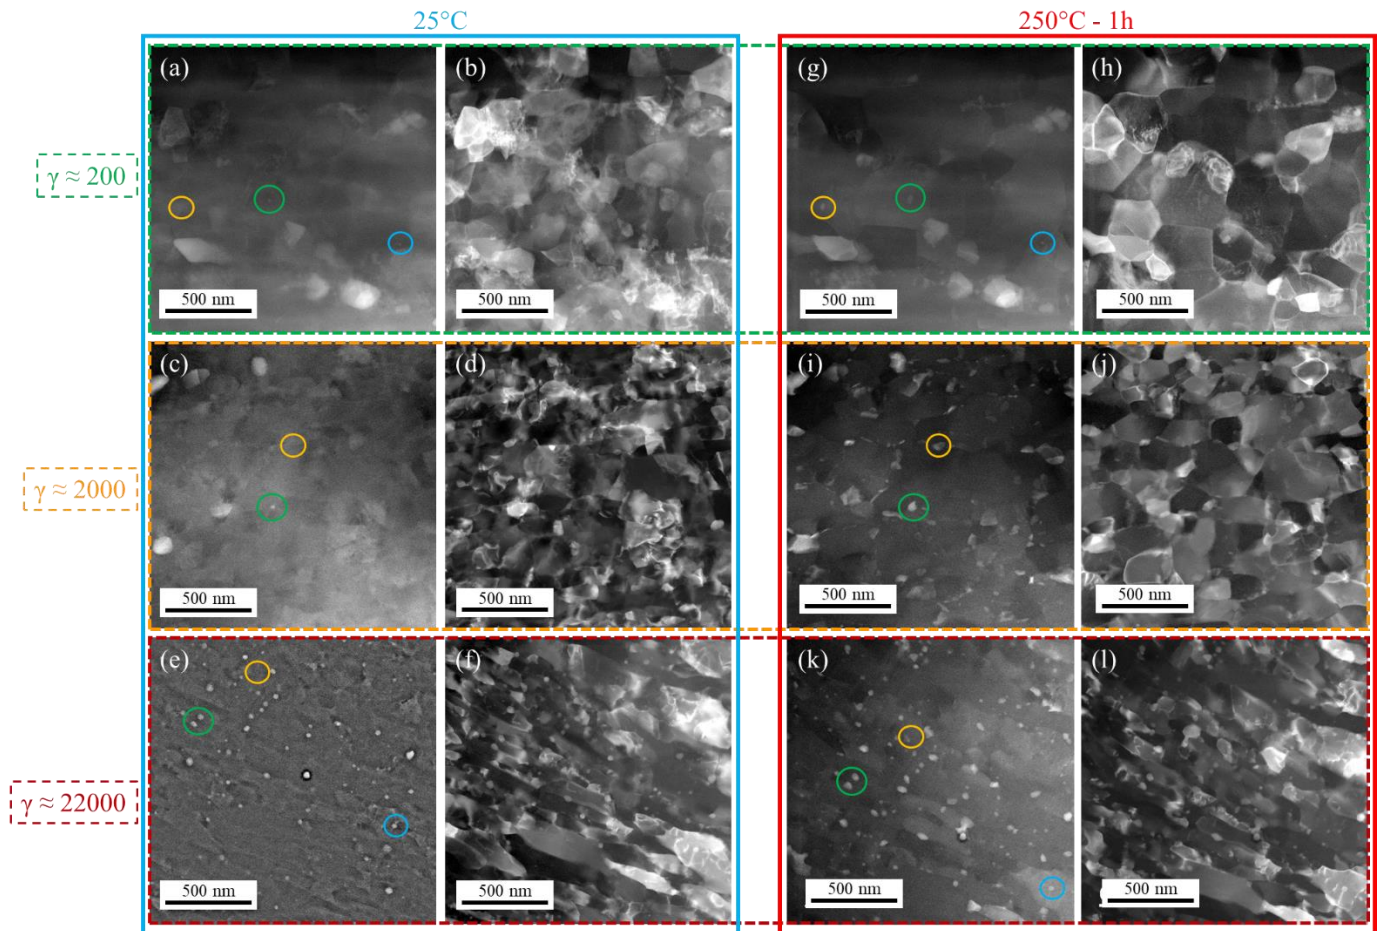 25°C
250°C - 1h
(a)
(b)
(g)
(h)
γ ≈ 200
500 nm
500 nm
500 nm
500 nm
(c)
(d)
(i)
(j)
γ ≈ 2000
500 nm
500 nm
500 nm
500 nm
(e)
(f)
(k)
(l)
γ ≈ 22000
500 nm
500 nm
500 nm
500 nm